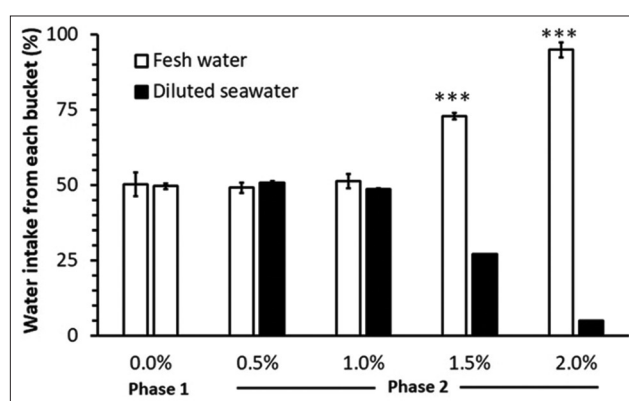 Water intake from each bucket (%)
100
75
50
25
0
Fesh water
Diluted seawater
***
***
0.0% 0.5% 1.0% 1.5% 2.0%
Phase 1 Phase 2